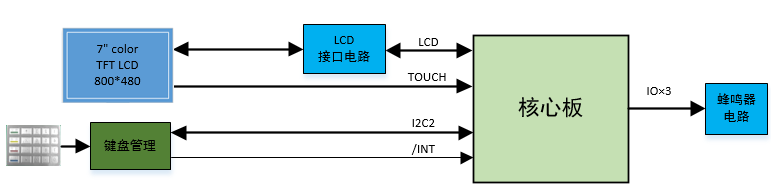 7" color
TFT LCD
800*480
LCD
接口电路
LCD
TOUCH
核心板
IO×3
蜂鸣器
电路
键盘管理
I2C2
/INT